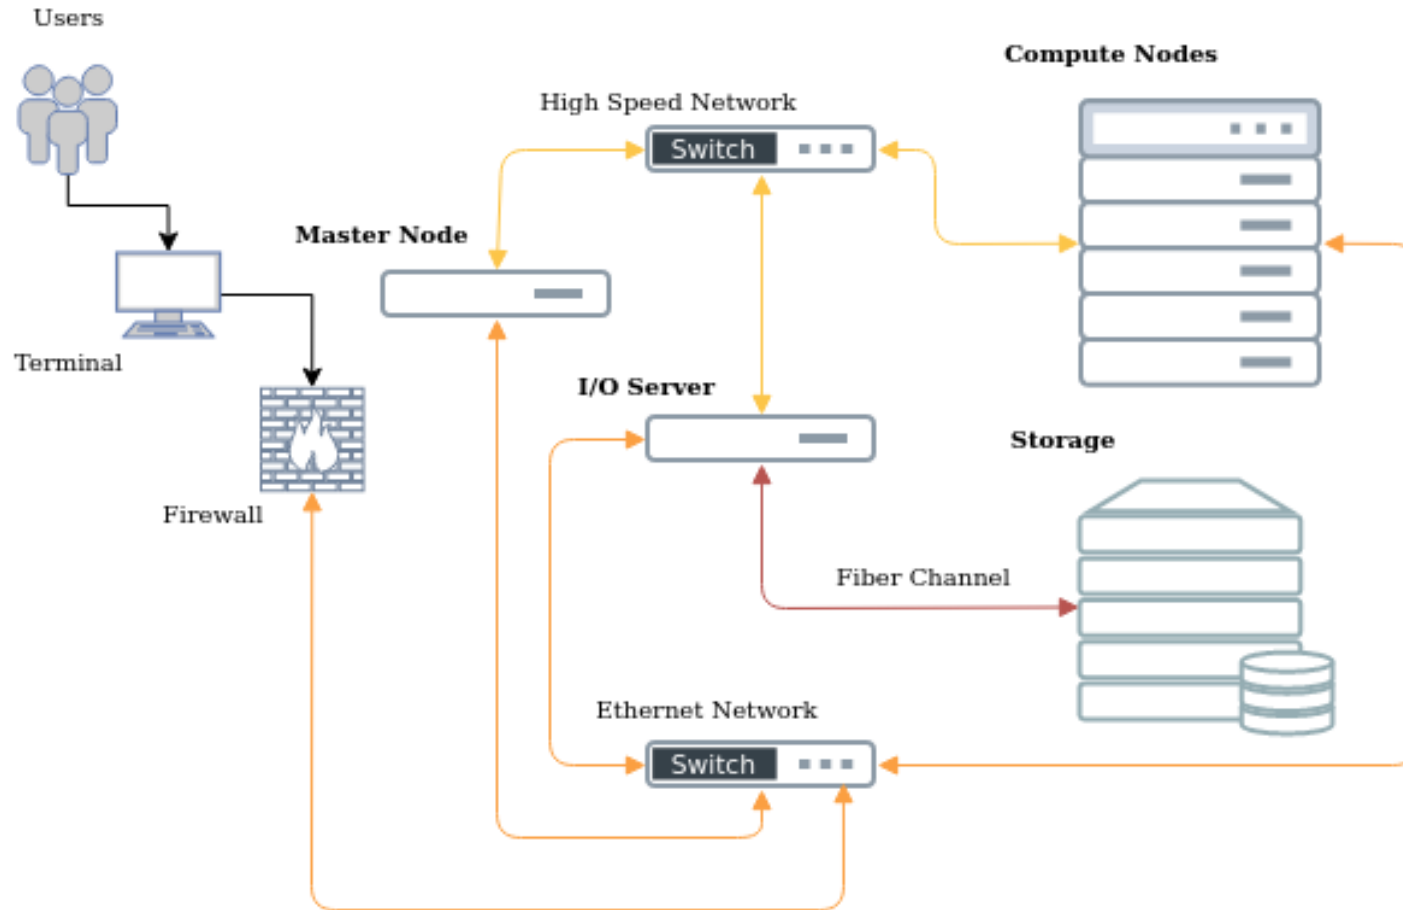 Users
Compute Nodes
High Speed Network
Switch
Master Node
Terminal
I/O Server
Storage
Firewall
Fiber Channel
Ethernet Network
Switch